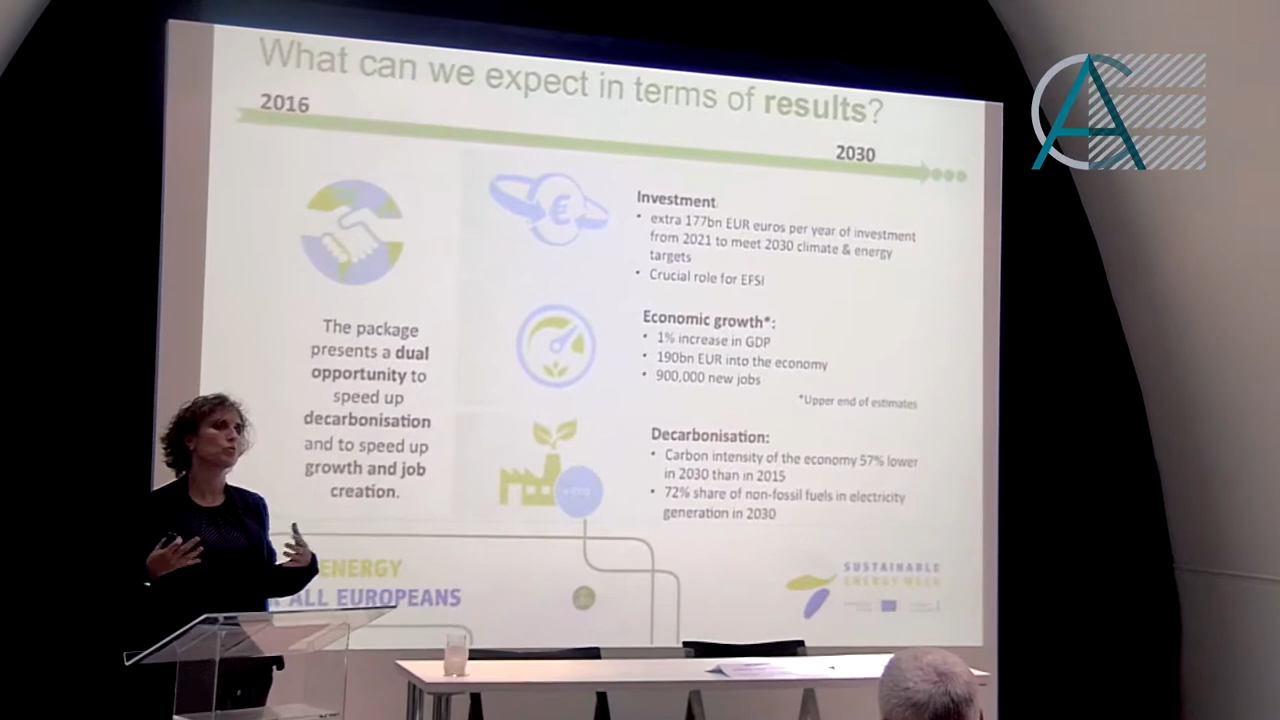 What can we expect in terms of results?
2016
2030
The package
presents a dual
opportunity to
speed up
decarbonisation
and to speed up
growth and job
creation.
€
Investment
• extra 177bn EUR euros per year of investment
from 2021 to meet 2030 climate & energy
targets
• Crucial role for EFSI
Economic growth*:
• 1% increase in GDP
• 190bn EUR into the economy
• 900,000 new jobs
*Upper end of estimates
Decarbonisation:
• Carbon intensity of the economy 57% lower
in 2030 than in 2015
• 72% share of non-fossil fuels in electricity
generation in 2030
ENERGY
ALL EUROPEANS
SUSTAINABLE
ENERGY WEEK
CAE